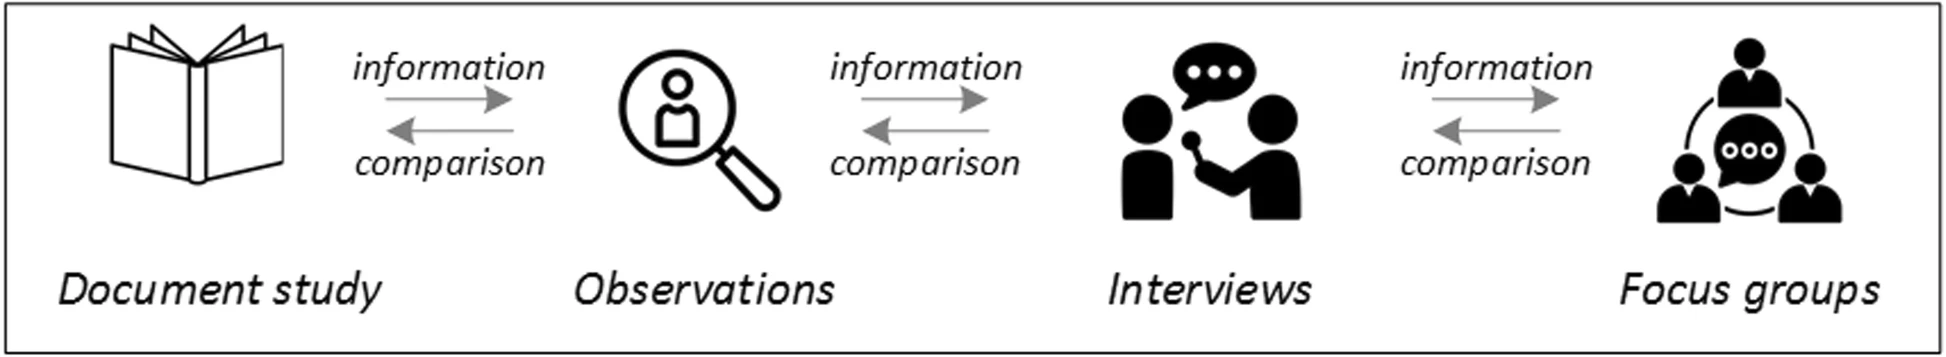 information
comparison
information
comparison
information
comparison
Document study
Observations
Interviews
Focus groups